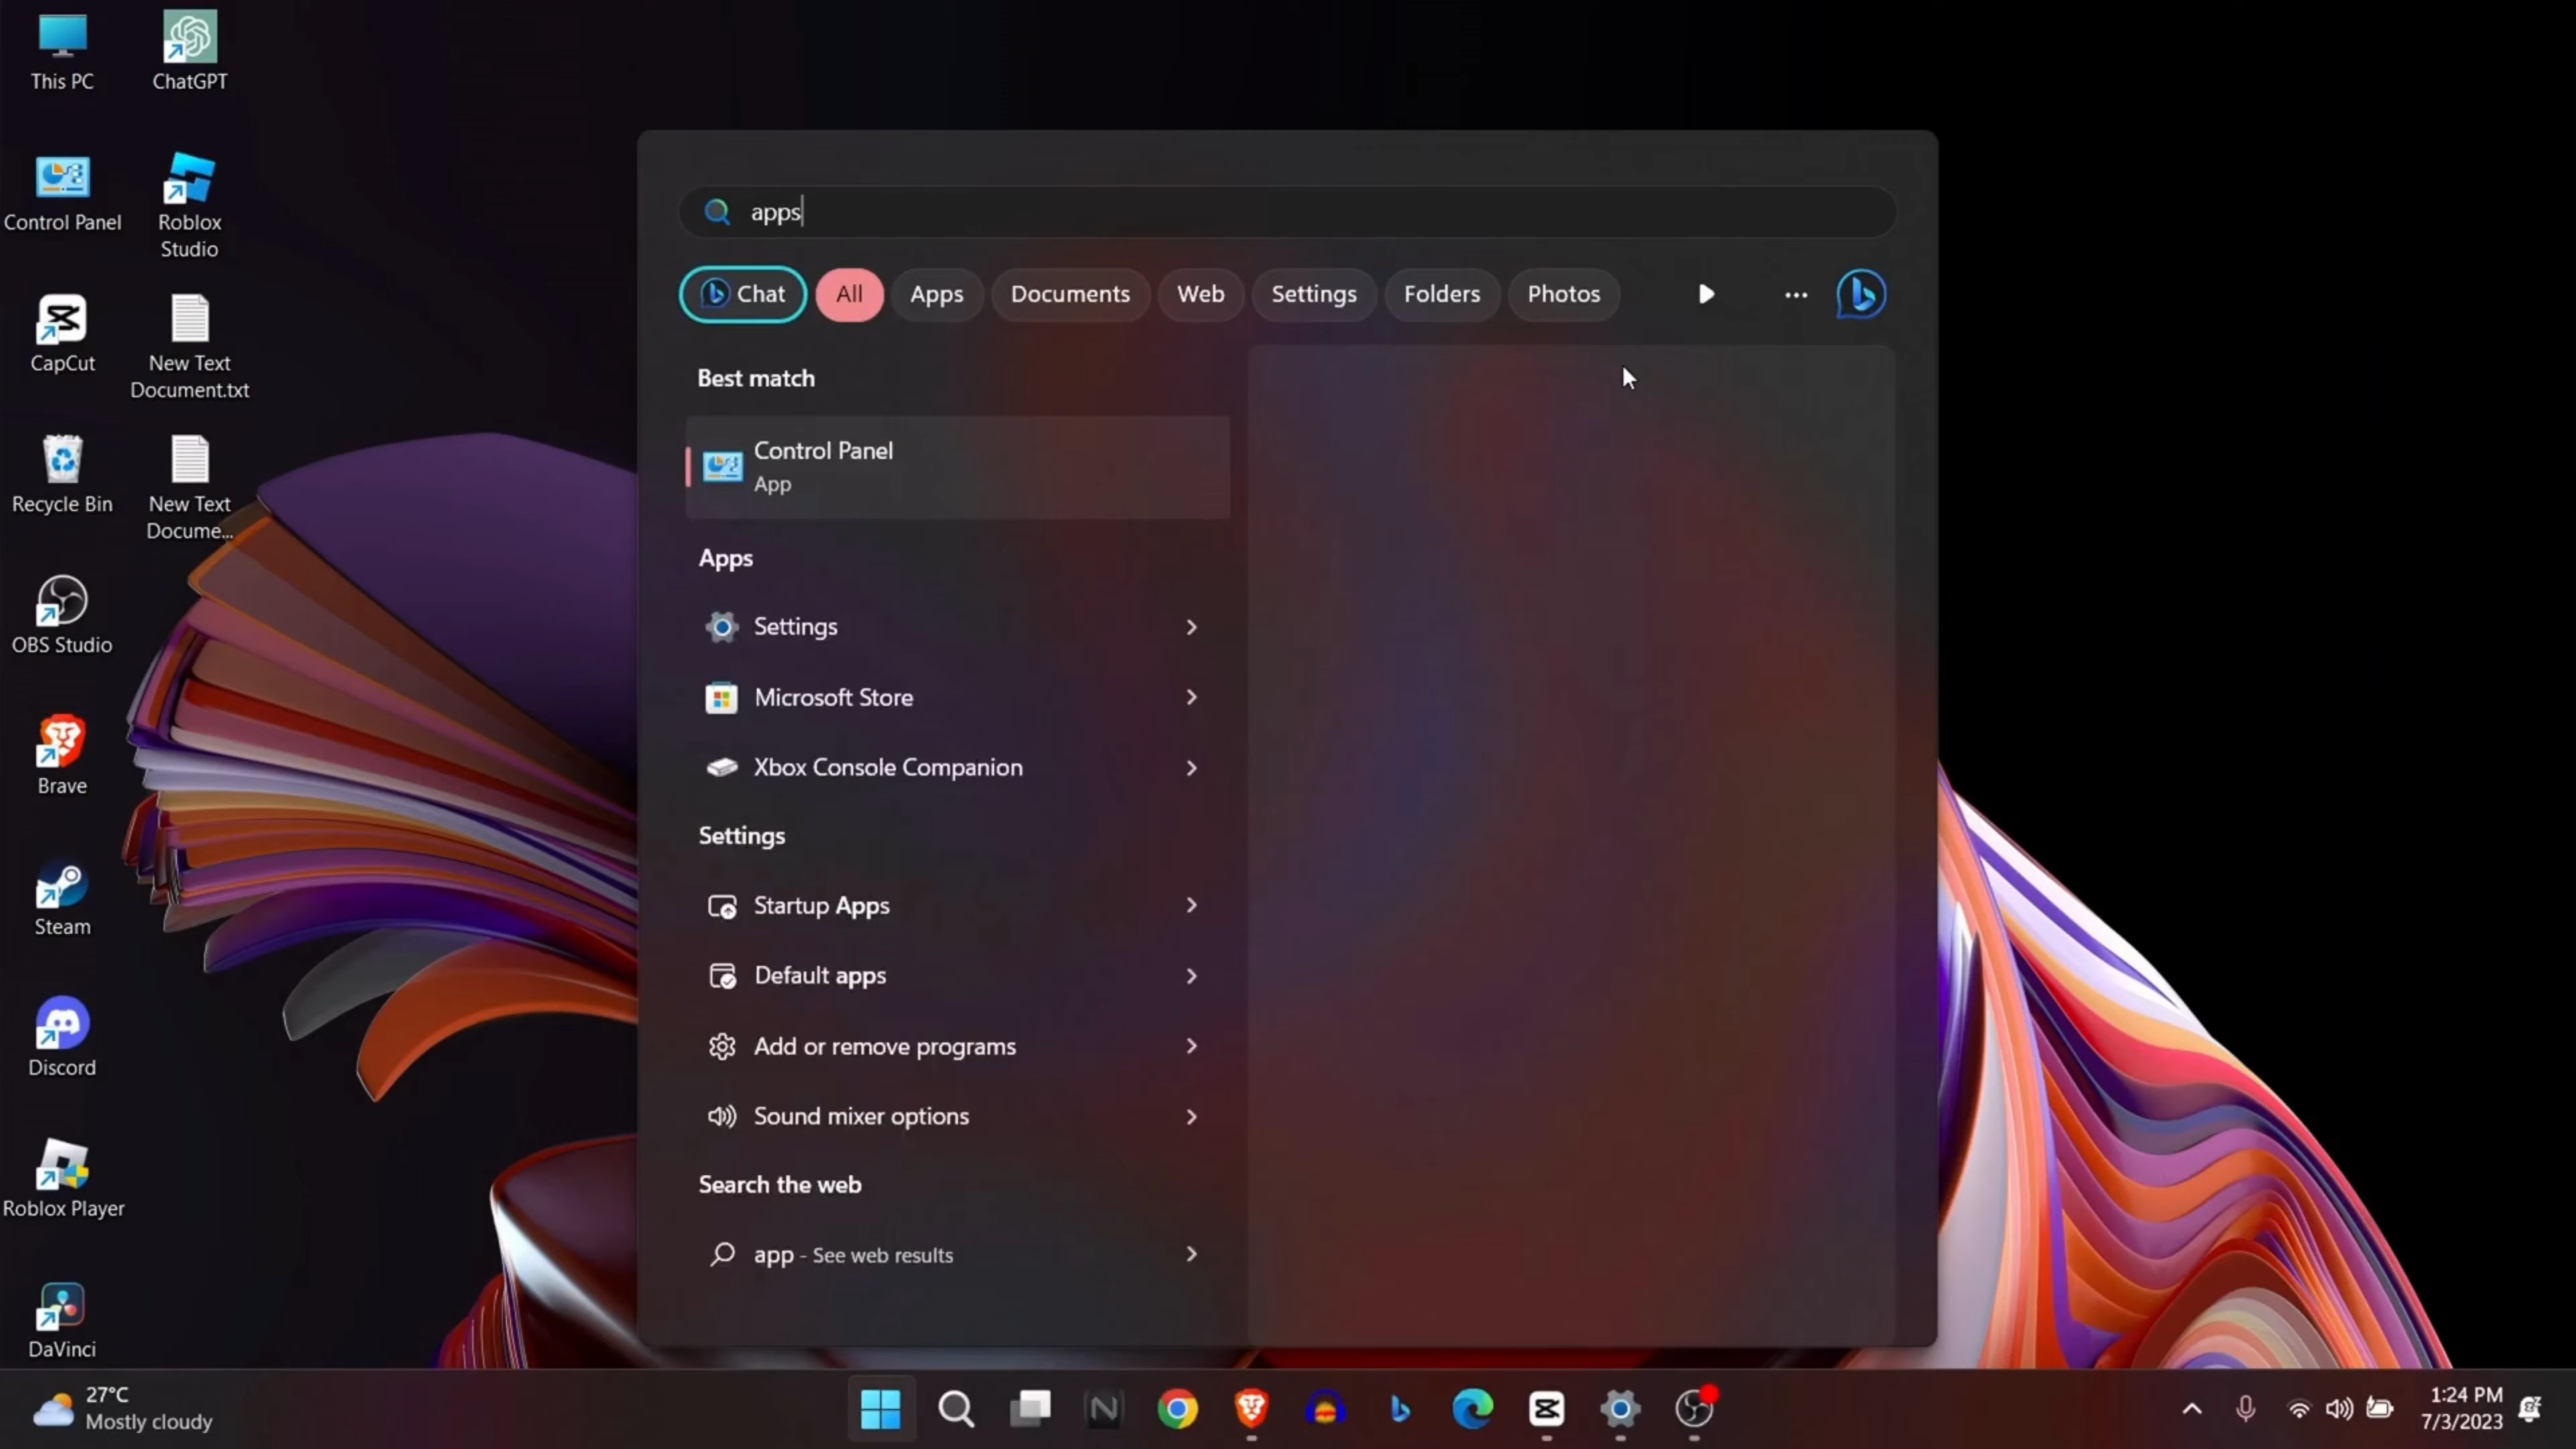 This PC
ChatGPT
Control Panel
Roblox
Studio
CapCut
New Text
Document.txt
Recycle Bin
New Text
Docume...
OBS Studio
Brave
Steam
Discord
Roblox Player
DaVinci
apps
Chat
All
Apps
Documents
Web
Settings
Folders
Photos
Best match
Control Panel
App
Apps
Settings
Microsoft Store
Xbox Console Companion
Settings
Startup Apps
Default apps
Add or remove programs
Sound mixer options
Search the web
app - See web results
27°C
Mostly cloudy
1:24 PM
7/3/2023